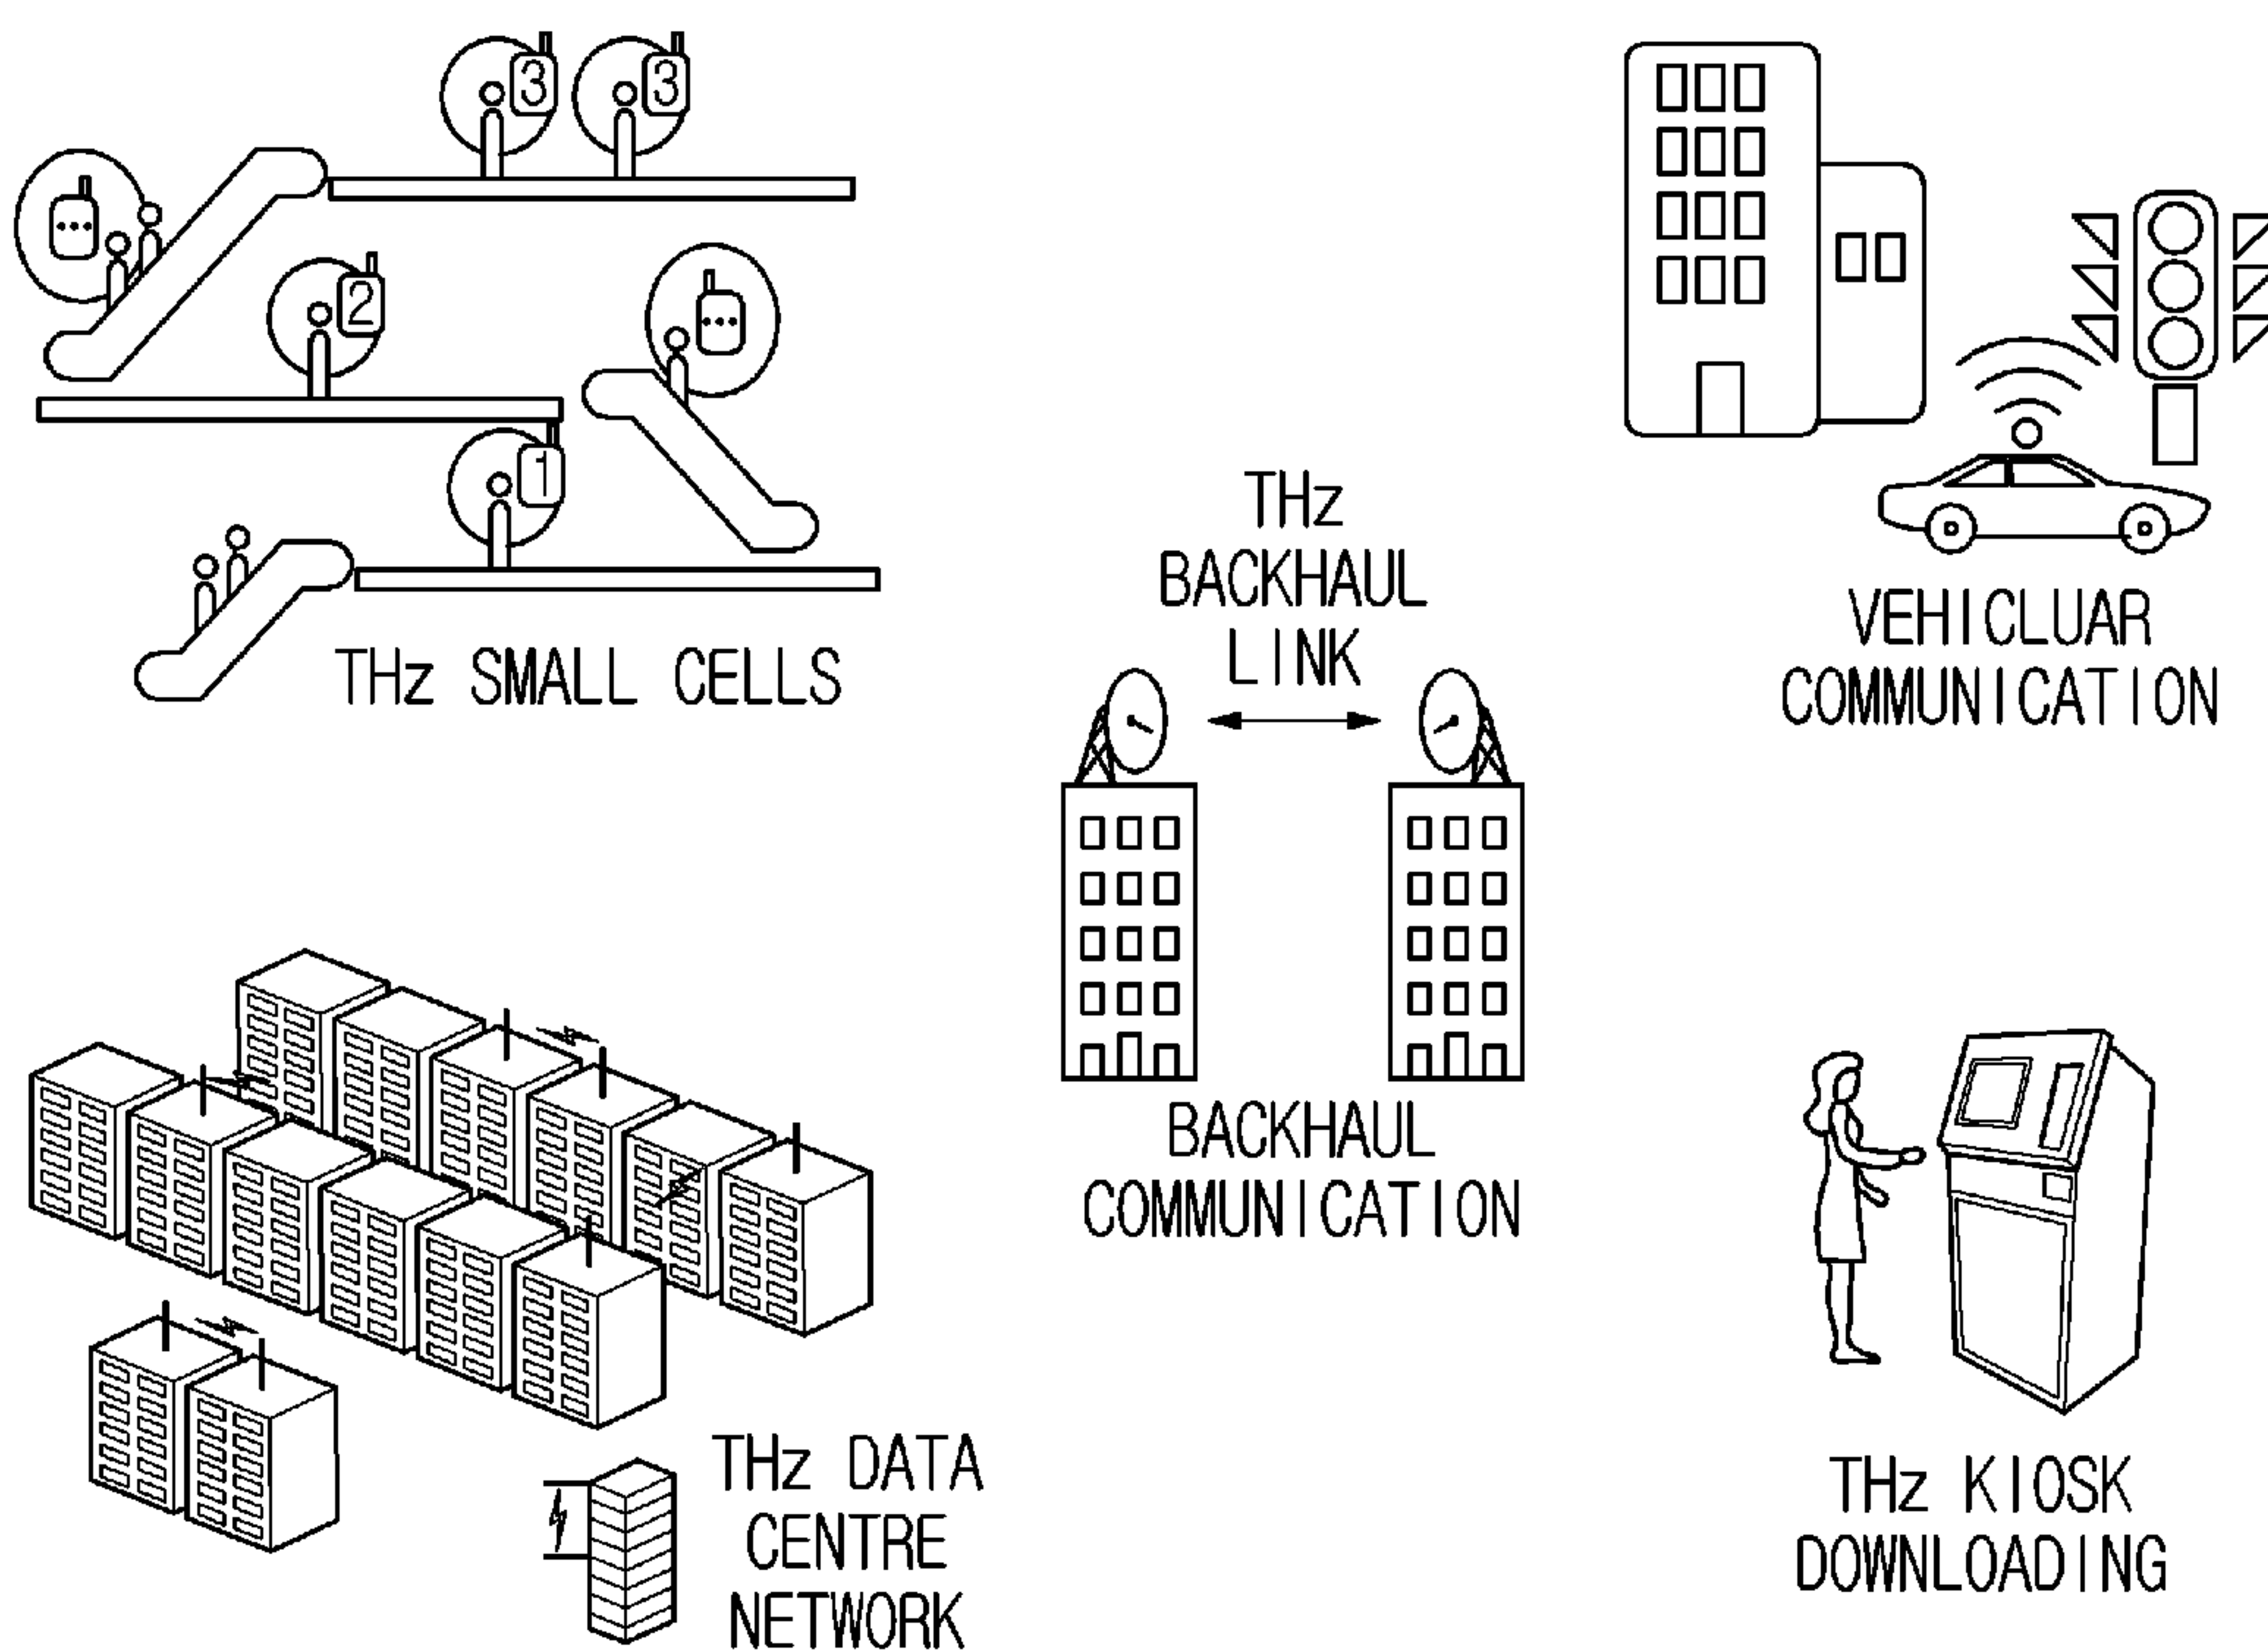 3
3
...
2
...
1
THz SMALL CELLS
THz
BACKHAUL
LINK
BACKHAUL
COMMUNICATION
VEHICLUAR
COMMUNICATION
THz DATA
CENTRE
NETWORK
THz KIOSK
DOWNLOADING